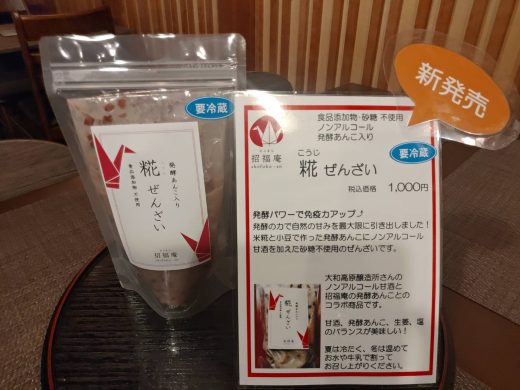 要冷蔵
発酵あんこ入り
糀 ぜんざい
食品添加物不使用
招福庵
新発売
食品添加物・砂糖 不使用
ノンアルコール
発酵あんこ入り
要冷蔵
招福庵
shofuku-an
こうじ
糀 ぜんざい
税込価格 1,000円
発酵パワーで免疫力アップ⤴
発酵の力で自然の甘みを最大限に引き出しました！
米糀と小豆で作った発酵あんこにノンアルコール
甘酒を加えた砂糖不使用のぜんざいです。
大和高原醸造所さんの
ノンアルコール甘酒と
招福庵の発酵あんことの
コラボ商品です。
甘酒、発酵あんこ、生姜、塩
のバランスが美味しい！
夏は冷たく、冬は温めて
お水や牛乳で割って
お召し上がりください。
糀 ぜんざい